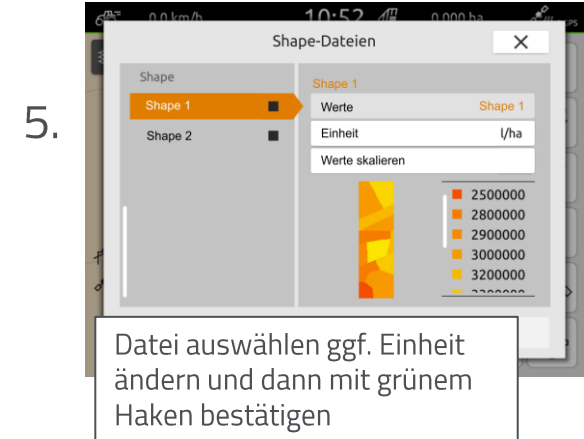 0.0 km/h
10:52
0.000 ha
Shape-Dateien
5.
Shape
Shape 1
Shape 2
Shape 1
Werte Shape 1
Einheit l/ha
Werte skalieren
2500000
2800000
2900000
3000000
3200000
Datei auswählen ggf. Einheit
ändern und dann mit grünem
Haken bestätigen